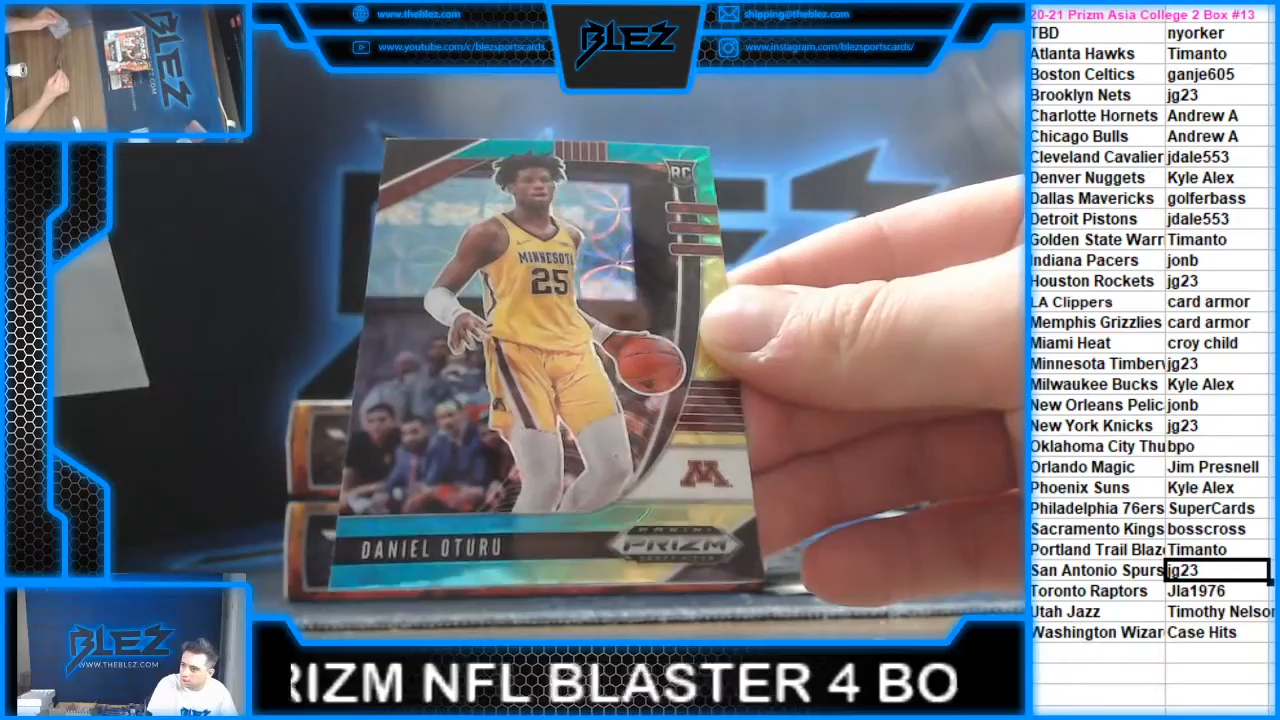 www.theblez.com
www.youtube.com/c/blezsportscards
BLEZ
shipping@theblez.com
www.instagram.com/blezsportscards/
20-21 Prizm Asia College 2 Box #13
TBD nyorker
Atlanta Hawks Timanto
Boston Celtics ganje605
Brooklyn Nets jg23
Charlotte Hornets Andrew A
Chicago Bulls Andrew A
Cleveland Cavalier jdale553
Denver Nuggets Kyle Alex
Dallas Mavericks golferbass
Detroit Pistons jdale553
Golden State Warr Timanto
Indiana Pacers jonb
Houston Rockets jg23
LA Clippers card armor
Memphis Grizzlies card armor
Miami Heat croy child
Minnesota Timberv jg23
Milwaukee Bucks Kyle Alex
New Orleans Pelic jonb
New York Knicks jg23
Oklahoma City Thu bpo
Orlando Magic Jim Presnell
Phoenix Suns Kyle Alex
Philadelphia 76ers SuperCards
Sacramento Kings bosscross
Portland Trail Blaze Timanto
San Antonio Spurs jg23
Toronto Raptors Jla1976
Utah Jazz Timothy Nelson
Washington Wizar Case Hits
RC
MINNESOTA
25
M
PANINI
PRIZM
DANIEL OTURU
BLEZ
BLEZ
WWW.THEBLEZ.COM
RIZM NFL BLASTER 4 BO